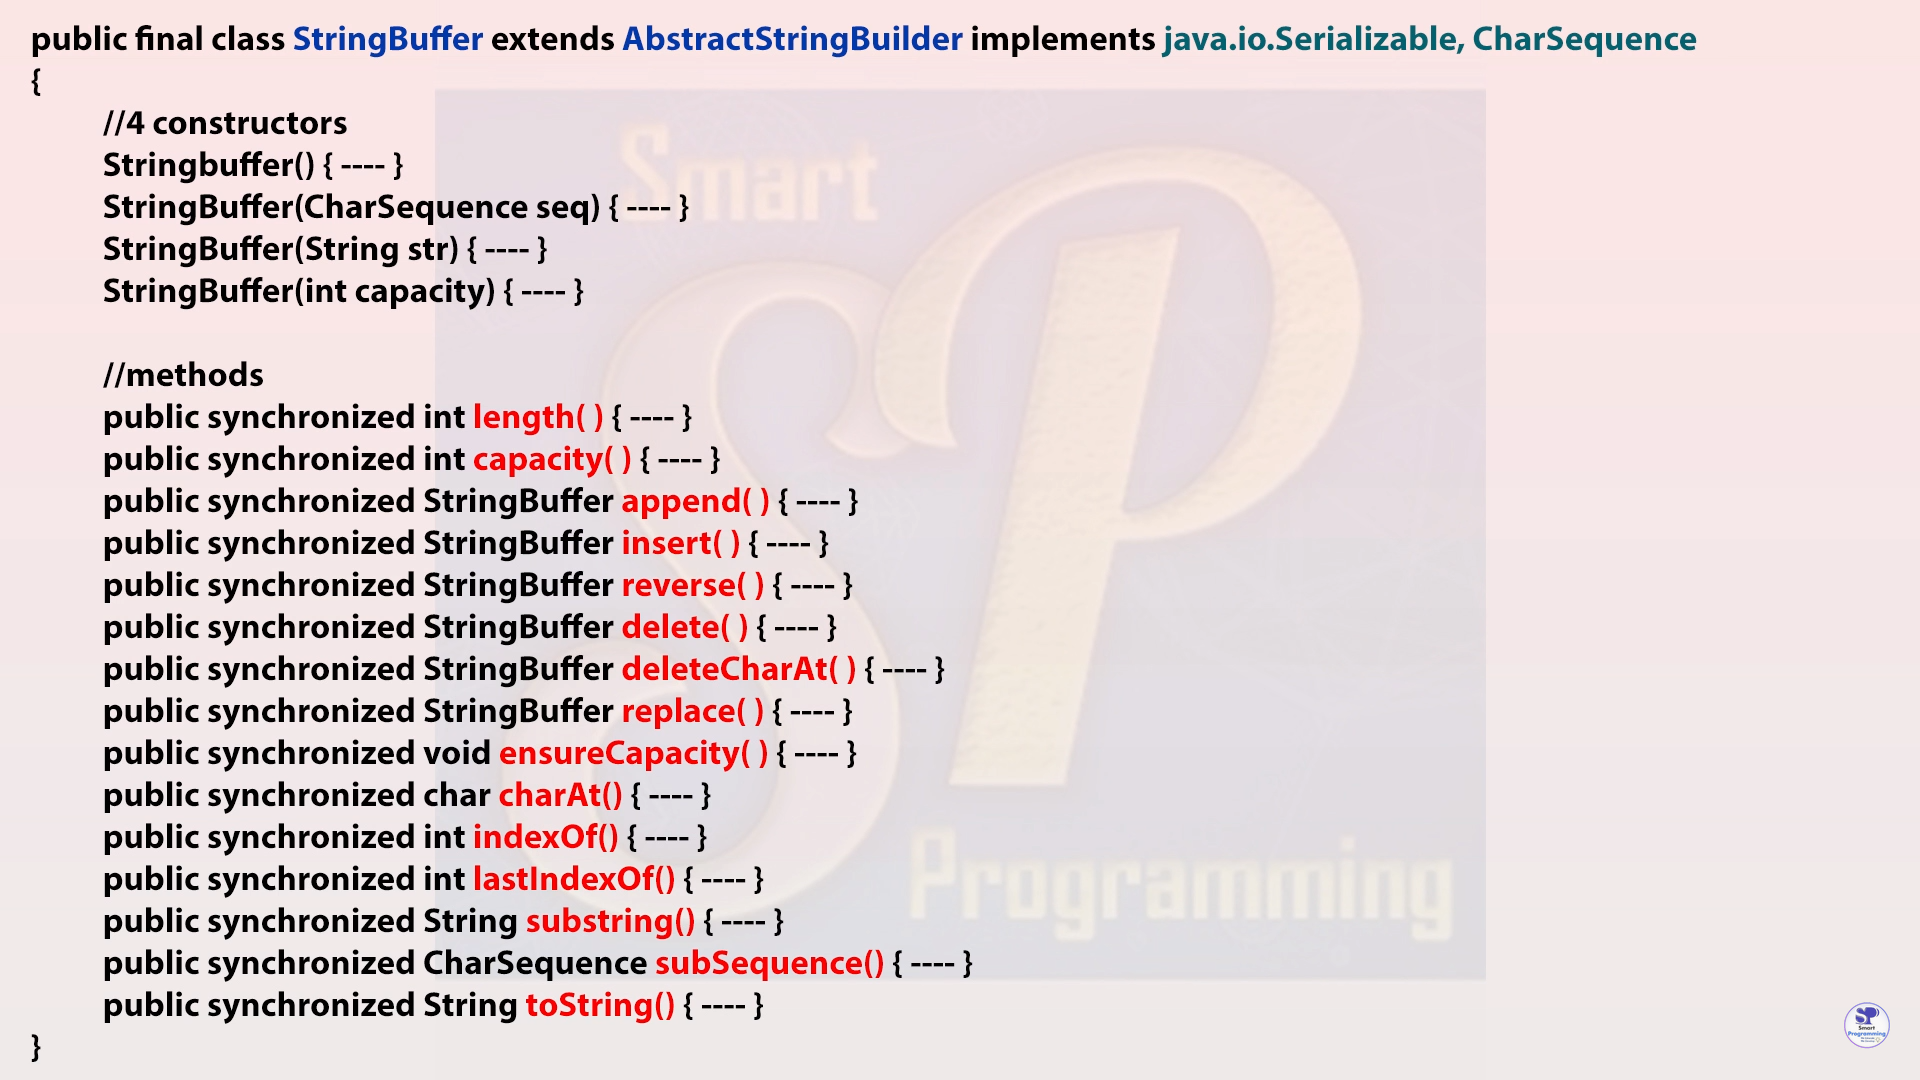 public final class StringBuffer extends AbstractStringBuilder implements java.io.Serializable, CharSequence
{
//4 constructors
Stringbuffer() { ---- }
StringBuffer(CharSequence seq) { ---- }
StringBuffer(String str) { ---- }
StringBuffer(int capacity) { ---- }
//methods
public synchronized int length( ) { ---- }
public synchronized int capacity( ) { ---- }
public synchronized StringBuffer append( ) { ---- }
public synchronized StringBuffer insert( ) { ---- }
public synchronized StringBuffer reverse( ) { ---- }
public synchronized StringBuffer delete( ) { ---- }
public synchronized StringBuffer deleteCharAt( ) { ---- }
public synchronized StringBuffer replace( ) { ---- }
public synchronized void ensureCapacity( ) { ---- }
public synchronized char charAt() { ---- }
public synchronized int indexOf() { ---- }
public synchronized int lastIndexOf() { ---- }
public synchronized String substring() { ---- }
public synchronized CharSequence subSequence() { ---- }
public synchronized String toString() { ---- }
}
Smart
SP
Programming
SP
Smart
Programming